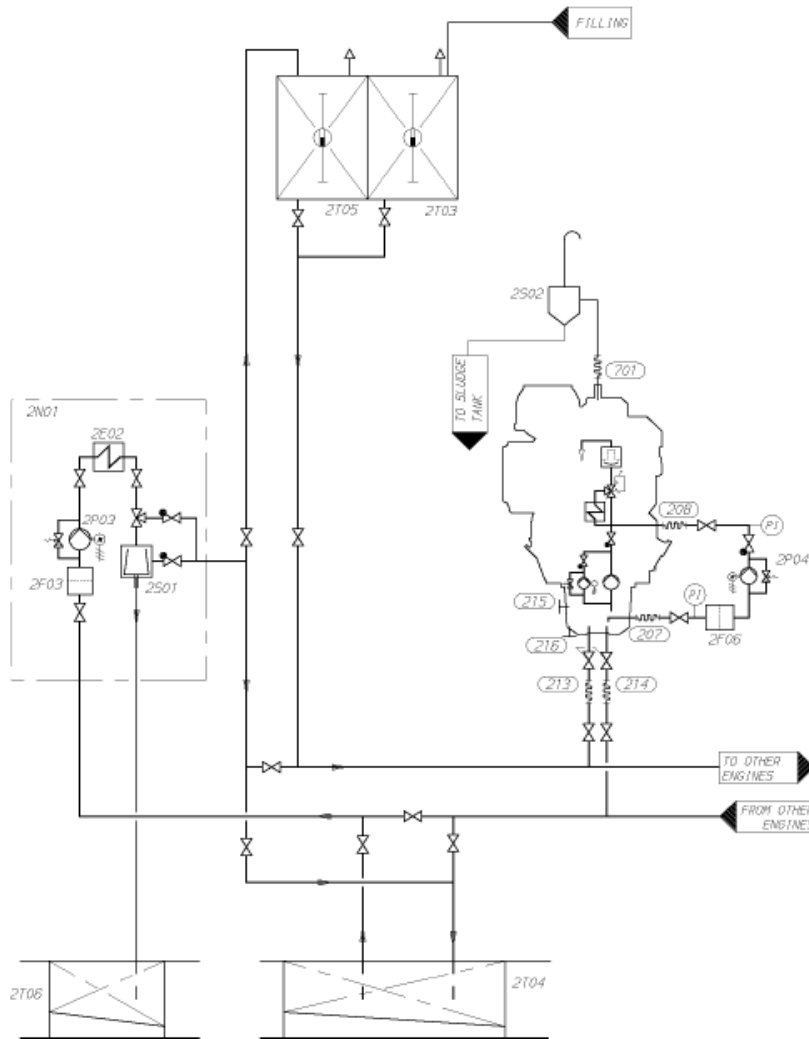 FILLING
2T05
2T03
2S02
TO SLUDGE
TANK
701
2N01
2E02
2P03
2F03
2S01
208
PI
2P04
PI
215
207
2F06
216
213
214
TO OTHER
ENGINES
FROM OTHER
ENGINES
2T06
2T04